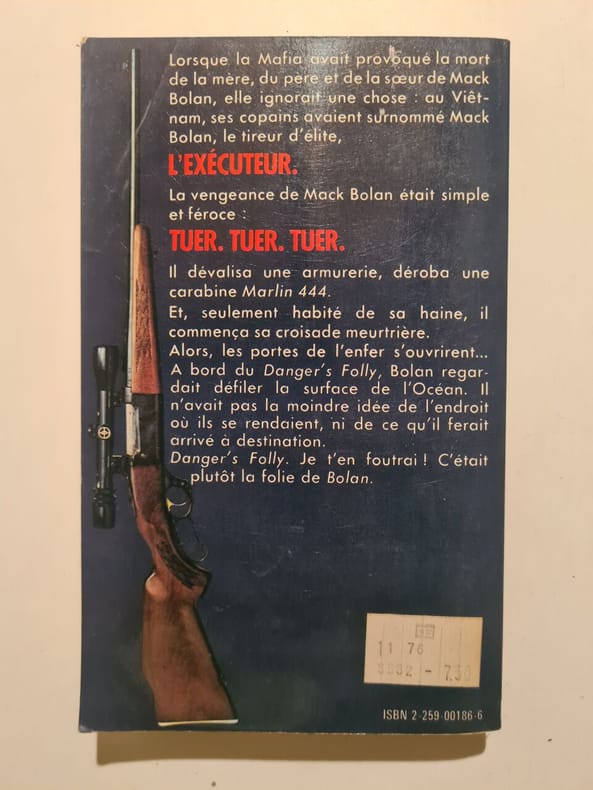 Lorsque la Mafia avait provoqué la mort
de la mère, du père et de la sœur de Mack
Bolan, elle ignorait une chose : au Viêt-
nam, ses copains avaient surnommé Mack
Bolan, le tireur d'élite,
L'EXÉCUTEUR.
La vengeance de Mack Bolan était simple
et féroce :
TUER. TUER. TUER.
Il dévalisa une armurerie, déroba une
carabine Marlin 444.
Et, seulement habité de sa haine, il
commença sa croisade meurtrière.
Alors, les portes de l'enfer s'ouvrirent...
A bord du Danger's Folly, Bolan regar-
dait défiler la surface de l'Océan. Il
n'avait pas la moindre idée de l'endroit
où ils se rendaient, ni de ce qu'il ferait
arrivé à destination.
Danger's Folly. Je t'en foutrai ! C'était
plutôt la folie de Bolan.
11 76
ISBN 2-259-00186-6